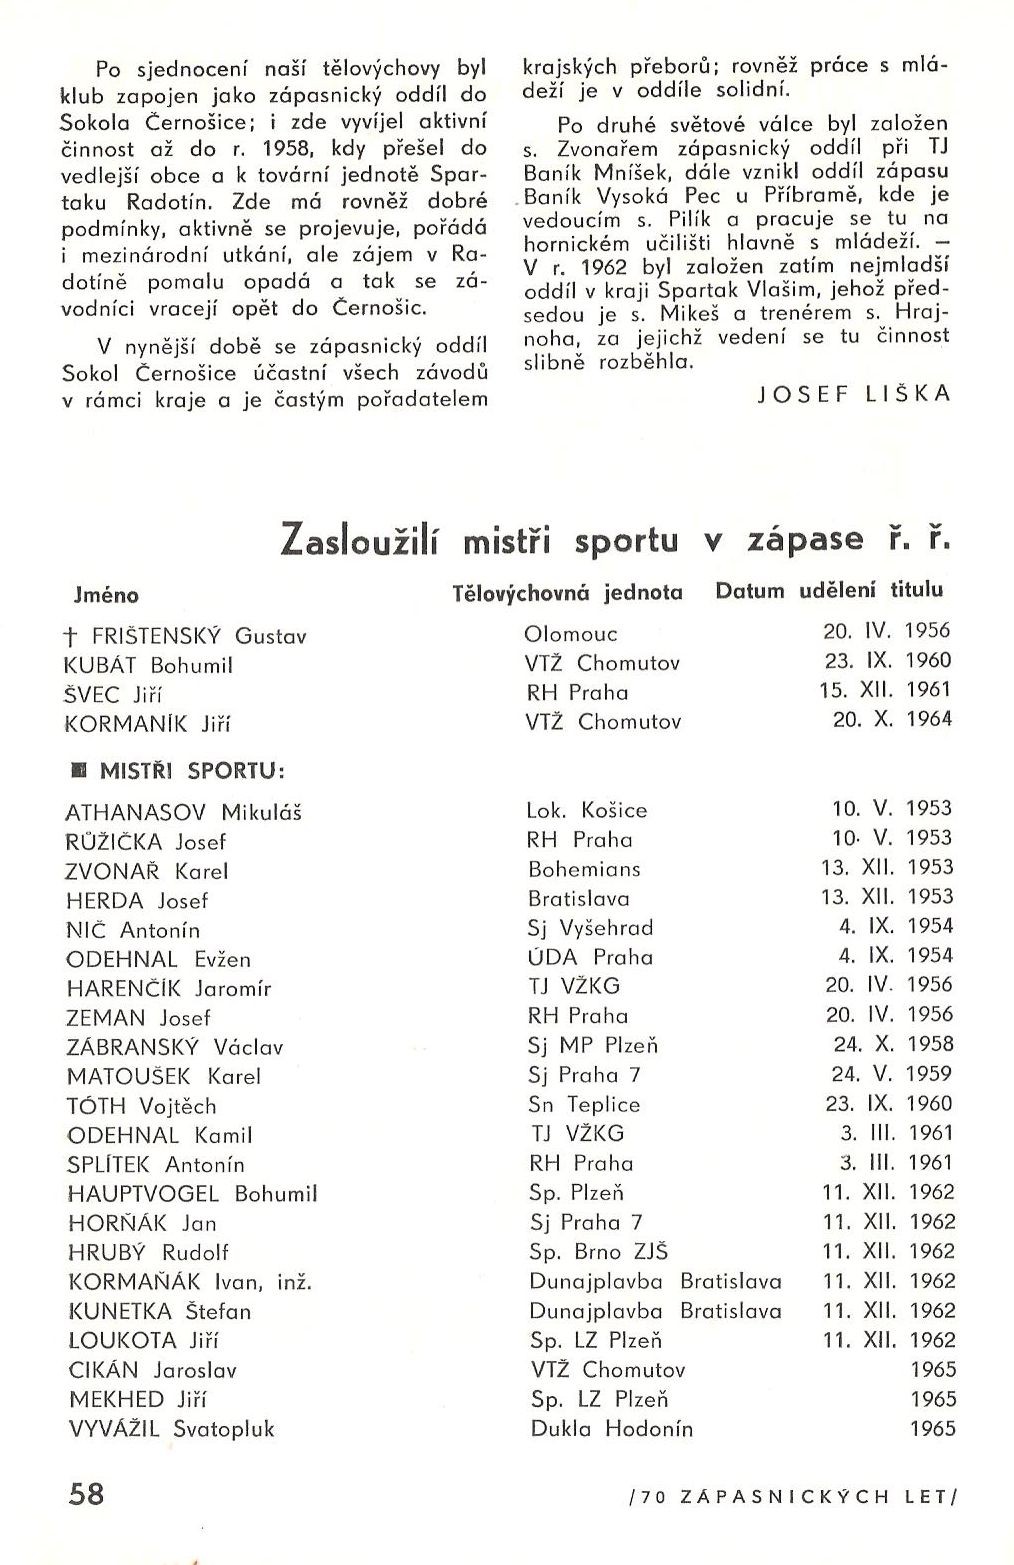 Po sjednocení naší tělovýchovy byl
klub zapojen jako zápasnický oddíl do
Sokola Černošice; i zde vyvíjel aktivní
činnost až do r. 1958, kdy přešel do
vedlejší obce a k tovární jednotě Spar-
taku Radotín. Zde má rovněž dobré
podmínky, aktivně se projevuje, pořádá
i mezinárodní utkání, ale zájem v Ra-
dotíně pomalu opadá a tak se zá-
vodníci vracejí opět do Černošic.
V nynější době se zápasnický oddíl
Sokol Černošice účastní všech závodů
v rámci kraje a je častým pořadatelem
krajských přeborů; rovněž práce s mlá-
deží je v oddíle solidní.
Po druhé světové válce byl založen
s. Zvonařem zápasnický oddíl při TJ
Baník Mníšek, dále vznikl oddíl zápasu
Baník Vysoká Pec u Příbramě, kde je
vedoucím s. Pilík a pracuje se tu na
hornickém učilišti hlavně s mládeží. —
V r. 1962 byl založen zatím nejmladší
oddíl v kraji Spartak Vlašim, jehož před-
sedou je s. Mikeš a trenérem s. Hraj-
noha, za jejichž vedení se tu činnost
slibně rozběhla.
JOSEF LIŠKA
Zasloužilí mistři sportu v zápase ř. ř.
Jméno Tělovýchovná jednota Datum udělení titulu
† FRIŠTENSKÝ Gustav Olomouc 20. IV. 1956
KUBÁT Bohumil VTŽ Chomutov 23. IX. 1960
ŠVEC Jiří RH Praha 15. XII. 1961
KORMANÍK Jiří VTŽ Chomutov 20. X. 1964
■ MISTŘI SPORTU:
ATHANASOV Mikuláš Lok. Košice 10. V. 1953
RŮŽIČKA Josef RH Praha 10. V. 1953
ZVONAŘ Karel Bohemians 13. XII. 1953
HERDA Josef Bratislava 13. XII. 1953
NIČ Antonín Sj Vyšehrad 4. IX. 1954
ODEHNAL Evžen ÚDA Praha 4. IX. 1954
HARENČÍK Jaromír TJ VŽKG 20. IV. 1956
ZEMAN Josef RH Praha 20. IV. 1956
ZÁBRANSKÝ Václav Sj MP Plzeň 24. X. 1958
MATOUŠEK Karel Sj Praha 7 24. V. 1959
TÓTH Vojtěch Sn Teplice 23. IX. 1960
ODEHNAL Kamil TJ VŽKG 3. III. 1961
SPLÍTEK Antonín RH Praha 3. III. 1961
HAUPTVOGEL Bohumil Sp. Plzeň 11. XII. 1962
HORŇÁK Jan Sj Praha 7 11. XII. 1962
HRUBÝ Rudolf Sp. Brno ZJŠ 11. XII. 1962
KORMAŇÁK Ivan, inž. Dunajplavba Bratislava 11. XII. 1962
KUNETKA Štefan Dunajplavba Bratislava 11. XII. 1962
LOUKOTA Jiří Sp. LZ Plzeň 11. XII. 1962
CIKÁN Jaroslav VTŽ Chomutov 1965
MEKHED Jiří Sp. LZ Plzeň 1965
VYVÁŽIL Svatopluk Dukla Hodonín 1965
58 /70 ZÁPASNICKÝCH LET/